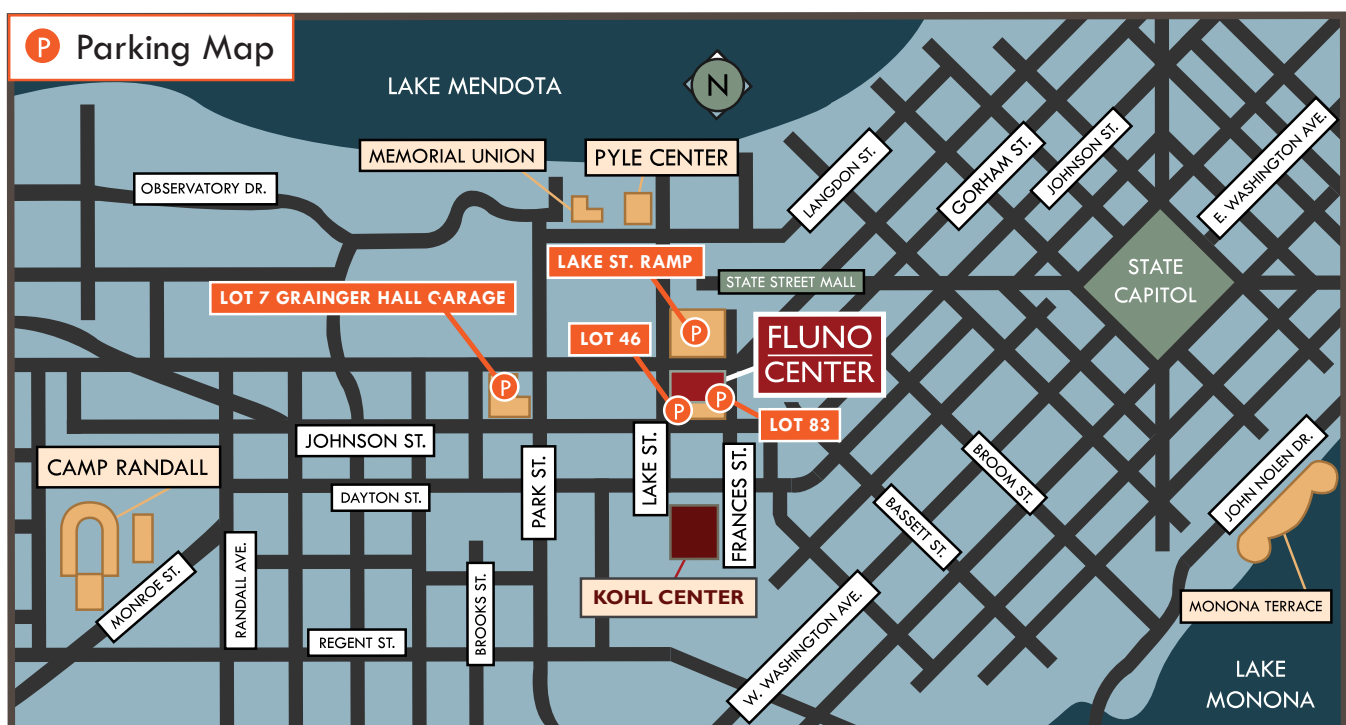 P Parking Map
LAKE MENDOTA
N
MEMORIAL UNION
PYLE CENTER
OBSERVATORY DR.
LANGDON ST.
GORHAM ST.
JOHNSON ST.
E. WASHINGTON AVE.
LAKE ST. RAMP
STATE STREET MALL
STATE
CAPITOL
LOT 7 GRAINGER HALL GARAGE
P
LOT 46
FLUNO
CENTER
P
P
P
LOT 83
JOHNSON ST.
CAMP RANDALL
DAYTON ST.
PARK ST.
LAKE ST.
FRANCES ST.
BROOM ST.
BASSETT ST.
JOHN NOLEN DR.
MONROE ST.
RANDALL AVE.
BROOKS ST.
KOHL CENTER
MONONA TERRACE
REGENT ST.
W. WASHINGTON AVE.
LAKE
MONONA